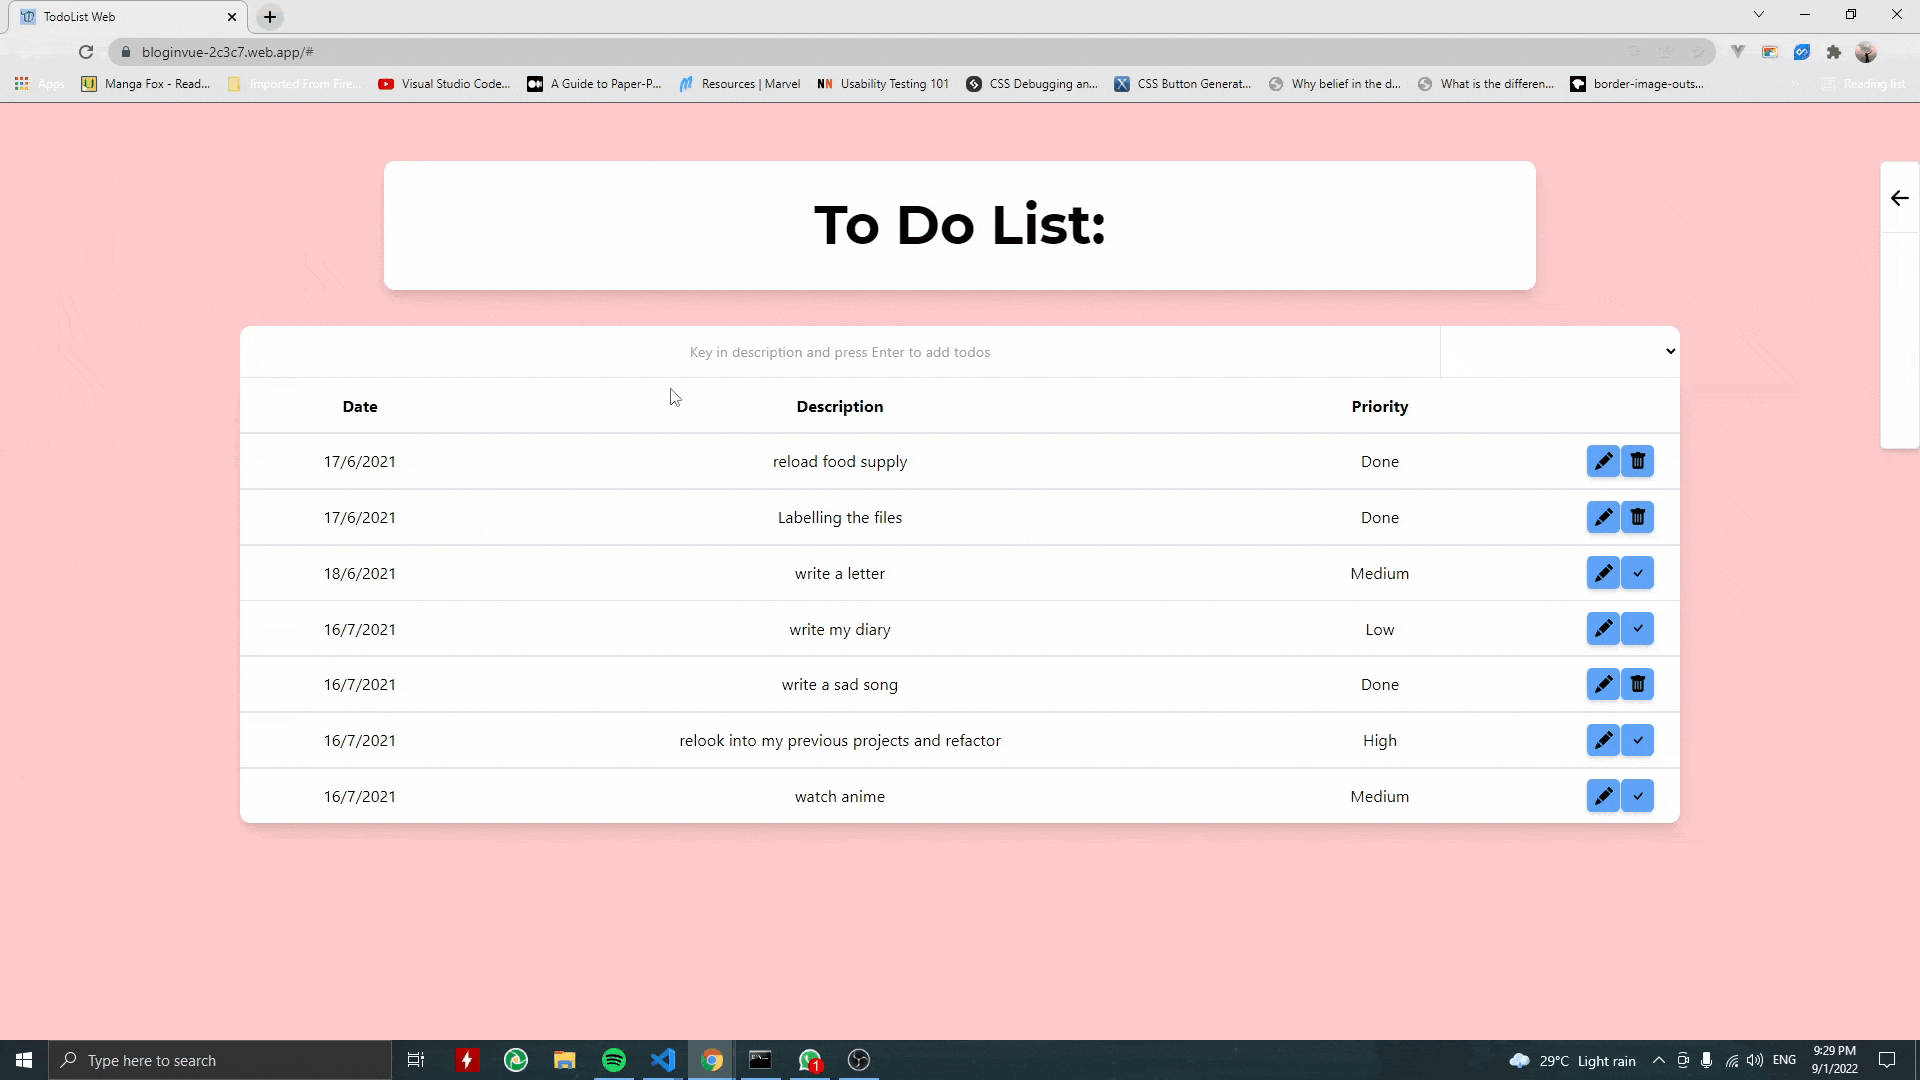 TodoList Web
bloginvue-2c3c7.web.app/#
Apps Manga Fox - Read... Imported From Fire... Visual Studio Code... A Guide to Paper-P... Resources | Marvel NN Usability Testing 101 CSS Debugging an... CSS Button Generat... Why belief in the d... What is the differen... border-image-outs... » Reading list
To Do List:
Key in description and press Enter to add todos
Date Description Priority
17/6/2021 reload food supply Done
17/6/2021 Labelling the files Done
18/6/2021 write a letter Medium
16/7/2021 write my diary Low
16/7/2021 write a sad song Done
16/7/2021 relook into my previous projects and refactor High
16/7/2021 watch anime Medium
Type here to search 1 29°C Light rain ENG 9:29 PM
9/1/2022